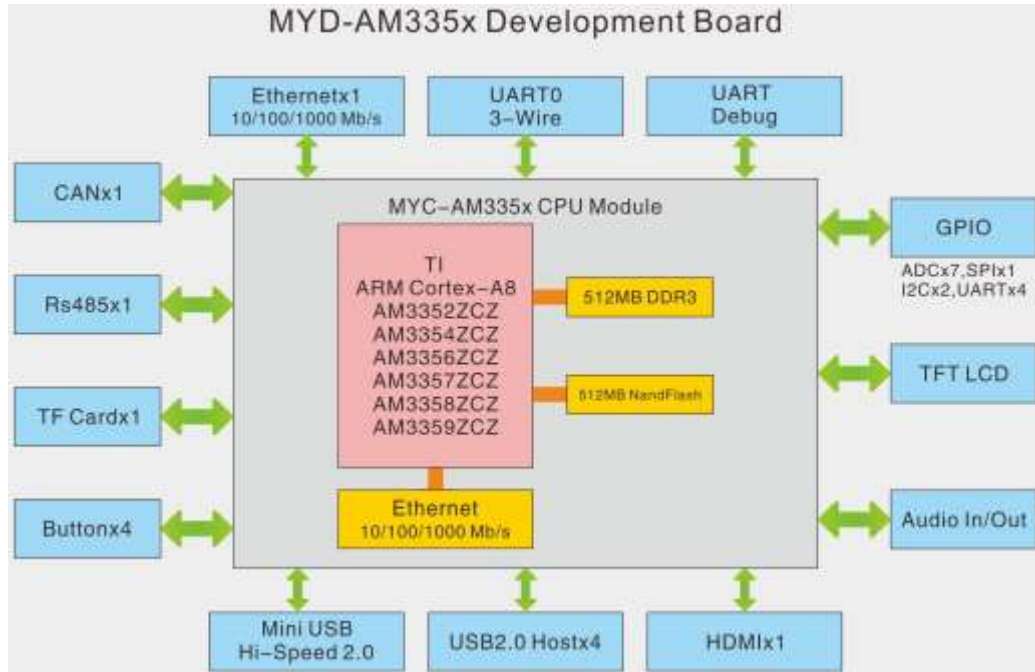 MYD-AM335x Development Board
Ethernetx1
10/100/1000 Mb/s
UART0
3-Wire
UART
Debug
CANx1
Rs485x1
TF Cardx1
Buttonx4
MYC-AM335x CPU Module
TI
ARM Cortex-A8
AM3352ZCZ
AM3354ZCZ
AM3356ZCZ
AM3357ZCZ
AM3358ZCZ
AM3359ZCZ
512MB DDR3
512MB NandFlash
Ethernet
10/100/1000 Mb/s
GPIO
ADCx7,SPIx1
I2Cx2,UARTx4
TFT LCD
Audio In/Out
Mini USB
Hi-Speed 2.0
USB2.0 Hostx4
HDMIx1